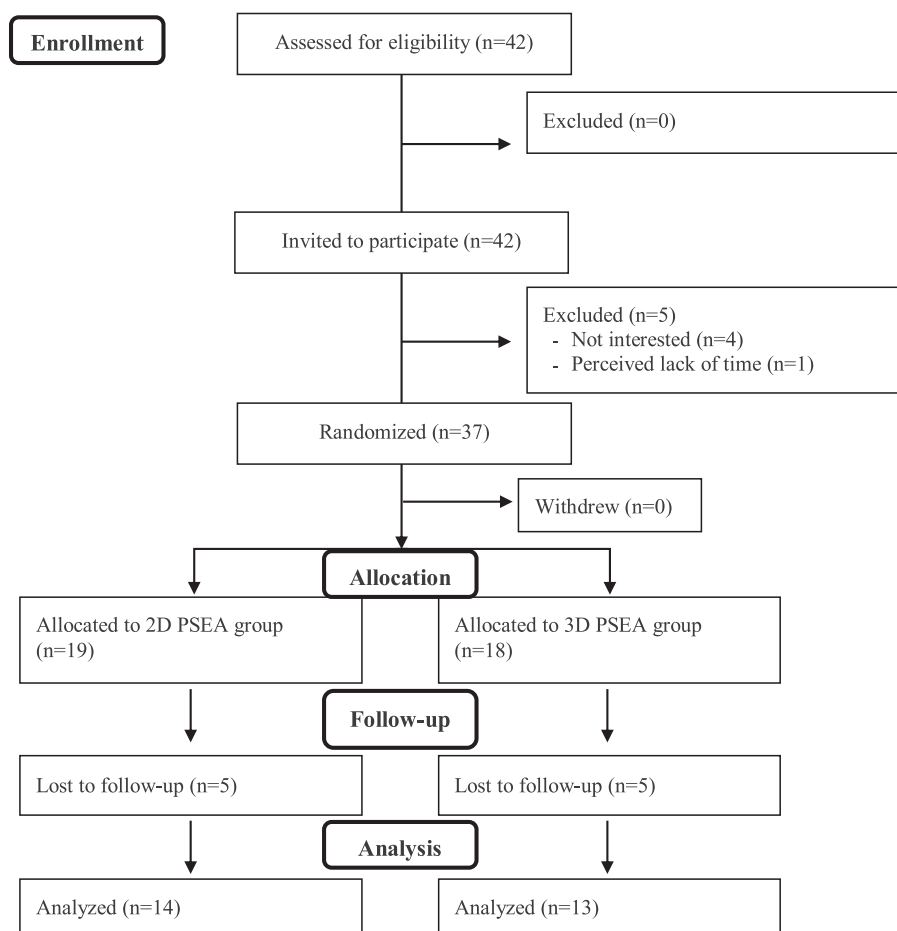 Enrollment
Assessed for eligibility (n=42)
Excluded (n=0)
Invited to participate (n=42)
Excluded (n=5)
- Not interested (n=4)
- Perceived lack of time (n=1)
Randomized (n=37)
Withdrew (n=0)
Allocation
Allocated to 2D PSEA group
(n=19)
Allocated to 3D PSEA group
(n=18)
Follow-up
Lost to follow-up (n=5)
Lost to follow-up (n=5)
Analysis
Analyzed (n=14)
Analyzed (n=13)